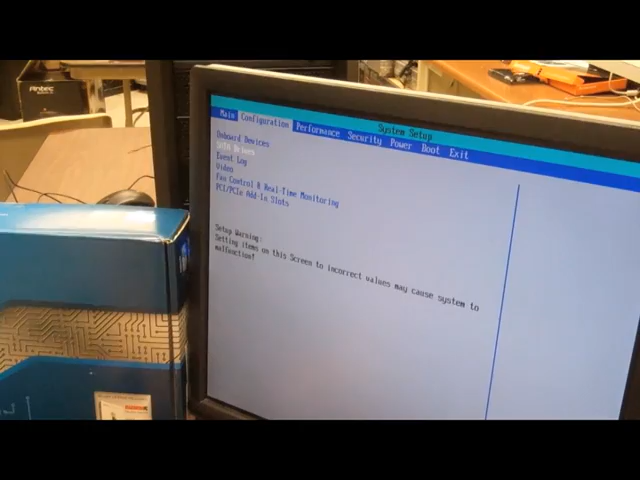 Antec
System Setup
Main Configuration Performance Security Power Boot Exit
Onboard Devices
SATA Drives
Event Log
Video
Fan Control & Real-Time Monitoring
PCI/PCIe Add-In Slots
Setup Warning:
Setting items on this Screen to incorrect values may cause system to
malfunction!